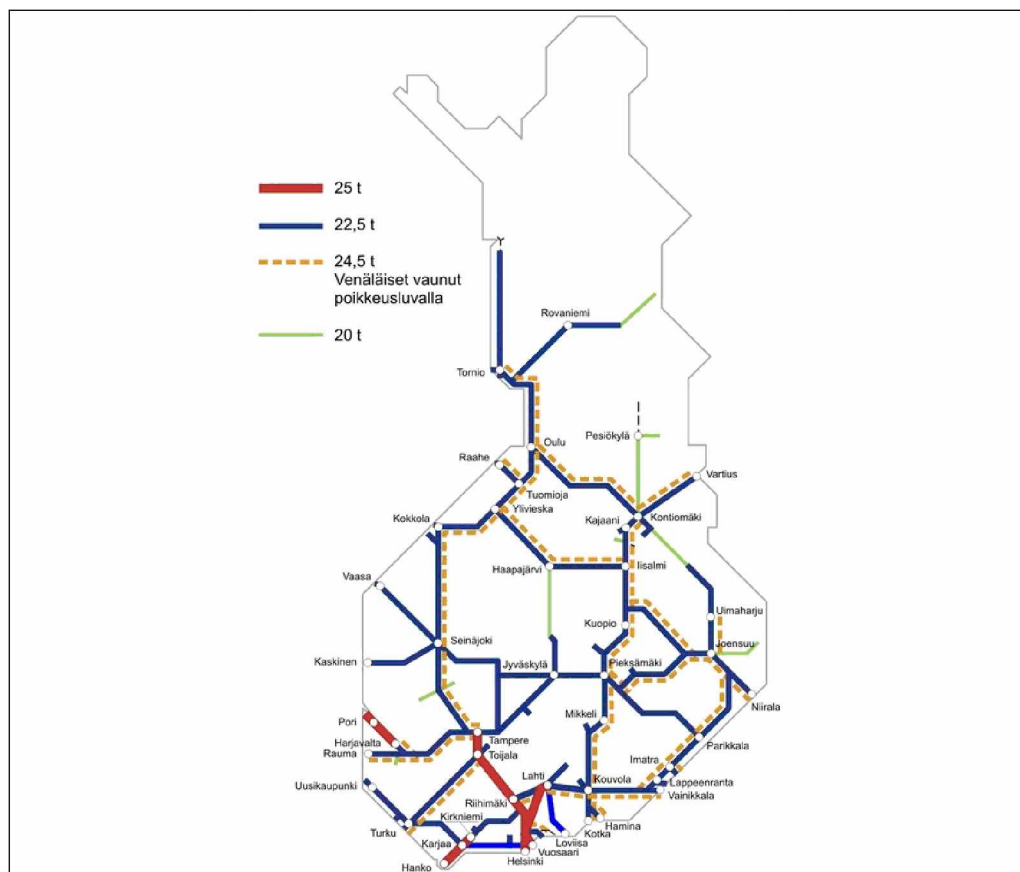 25 t
22,5 t
24,5 t
Venäläiset vaunut
poikkeusluvalla
20 t
Rovaniemi
Tornio
Oulu
Pesiökylä
Raahe
Vartius
Tuomioja
Ylivieska
Kontiomäki
Kokkola
Kajaani
Haapajärvi
Iisalmi
Vaasa
Uimaharju
Kuopio
Seinäjoki
Joensuu
Kaskinen
Jyväskylä
Pieksämäki
Niirala
Mikkeli
Pori
Tampere
Parikkala
Harjavalta
Rauma
Toijala
Imatra
Lahti
Kouvola
Lappeenranta
Uusikaupunki
Vainikkala
Riihimäki
Kirkniemi
Hamina
Turku
Kotka
Karjaa
Loviisa
Vuosaari
Hanko
Helsinki